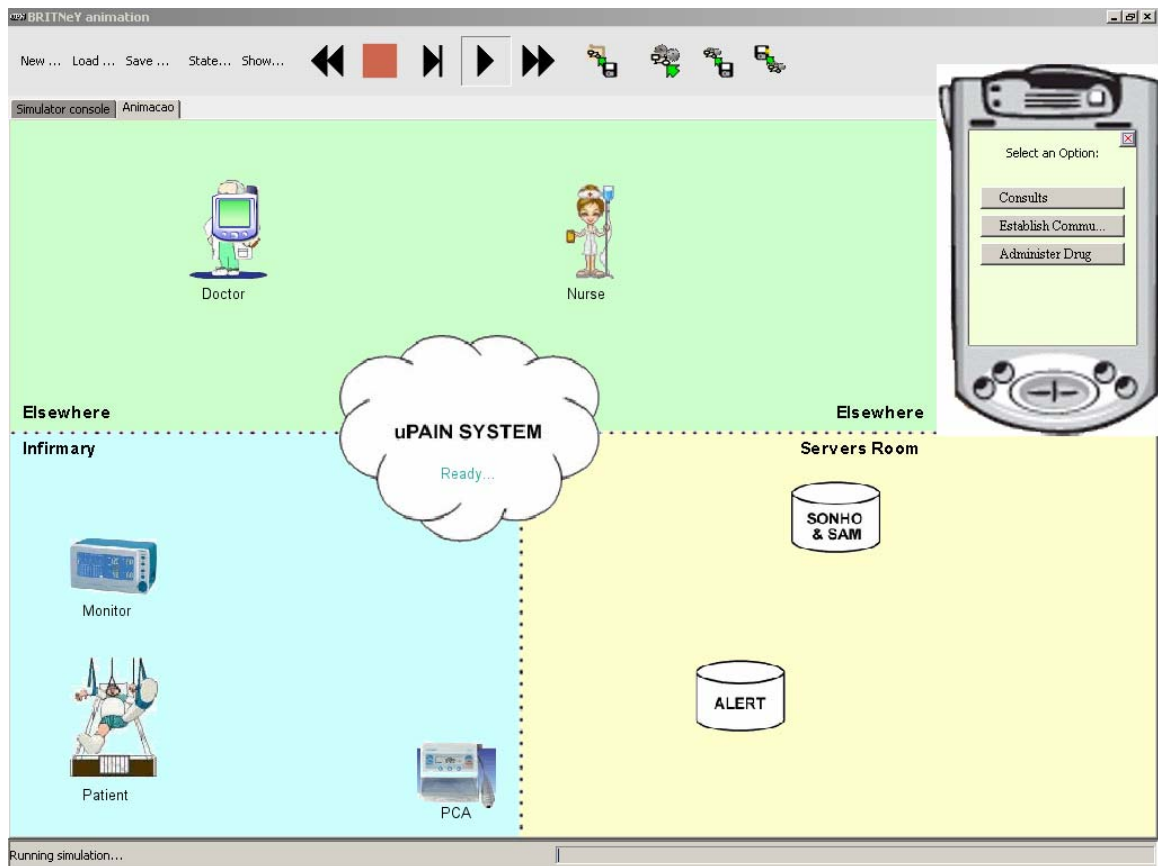 BRITNeY animation
New ... Load ... Save ... State... Show...
Simulator console Animacao
Select an Option:
Consults
Establish Commu...
Administer Drug
Doctor
Nurse
Elsewhere
Elsewhere
uPAIN SYSTEM
Ready...
Infirmary
Servers Room
SONHO
& SAM
Monitor
ALERT
Patient
PCA
Running simulation...